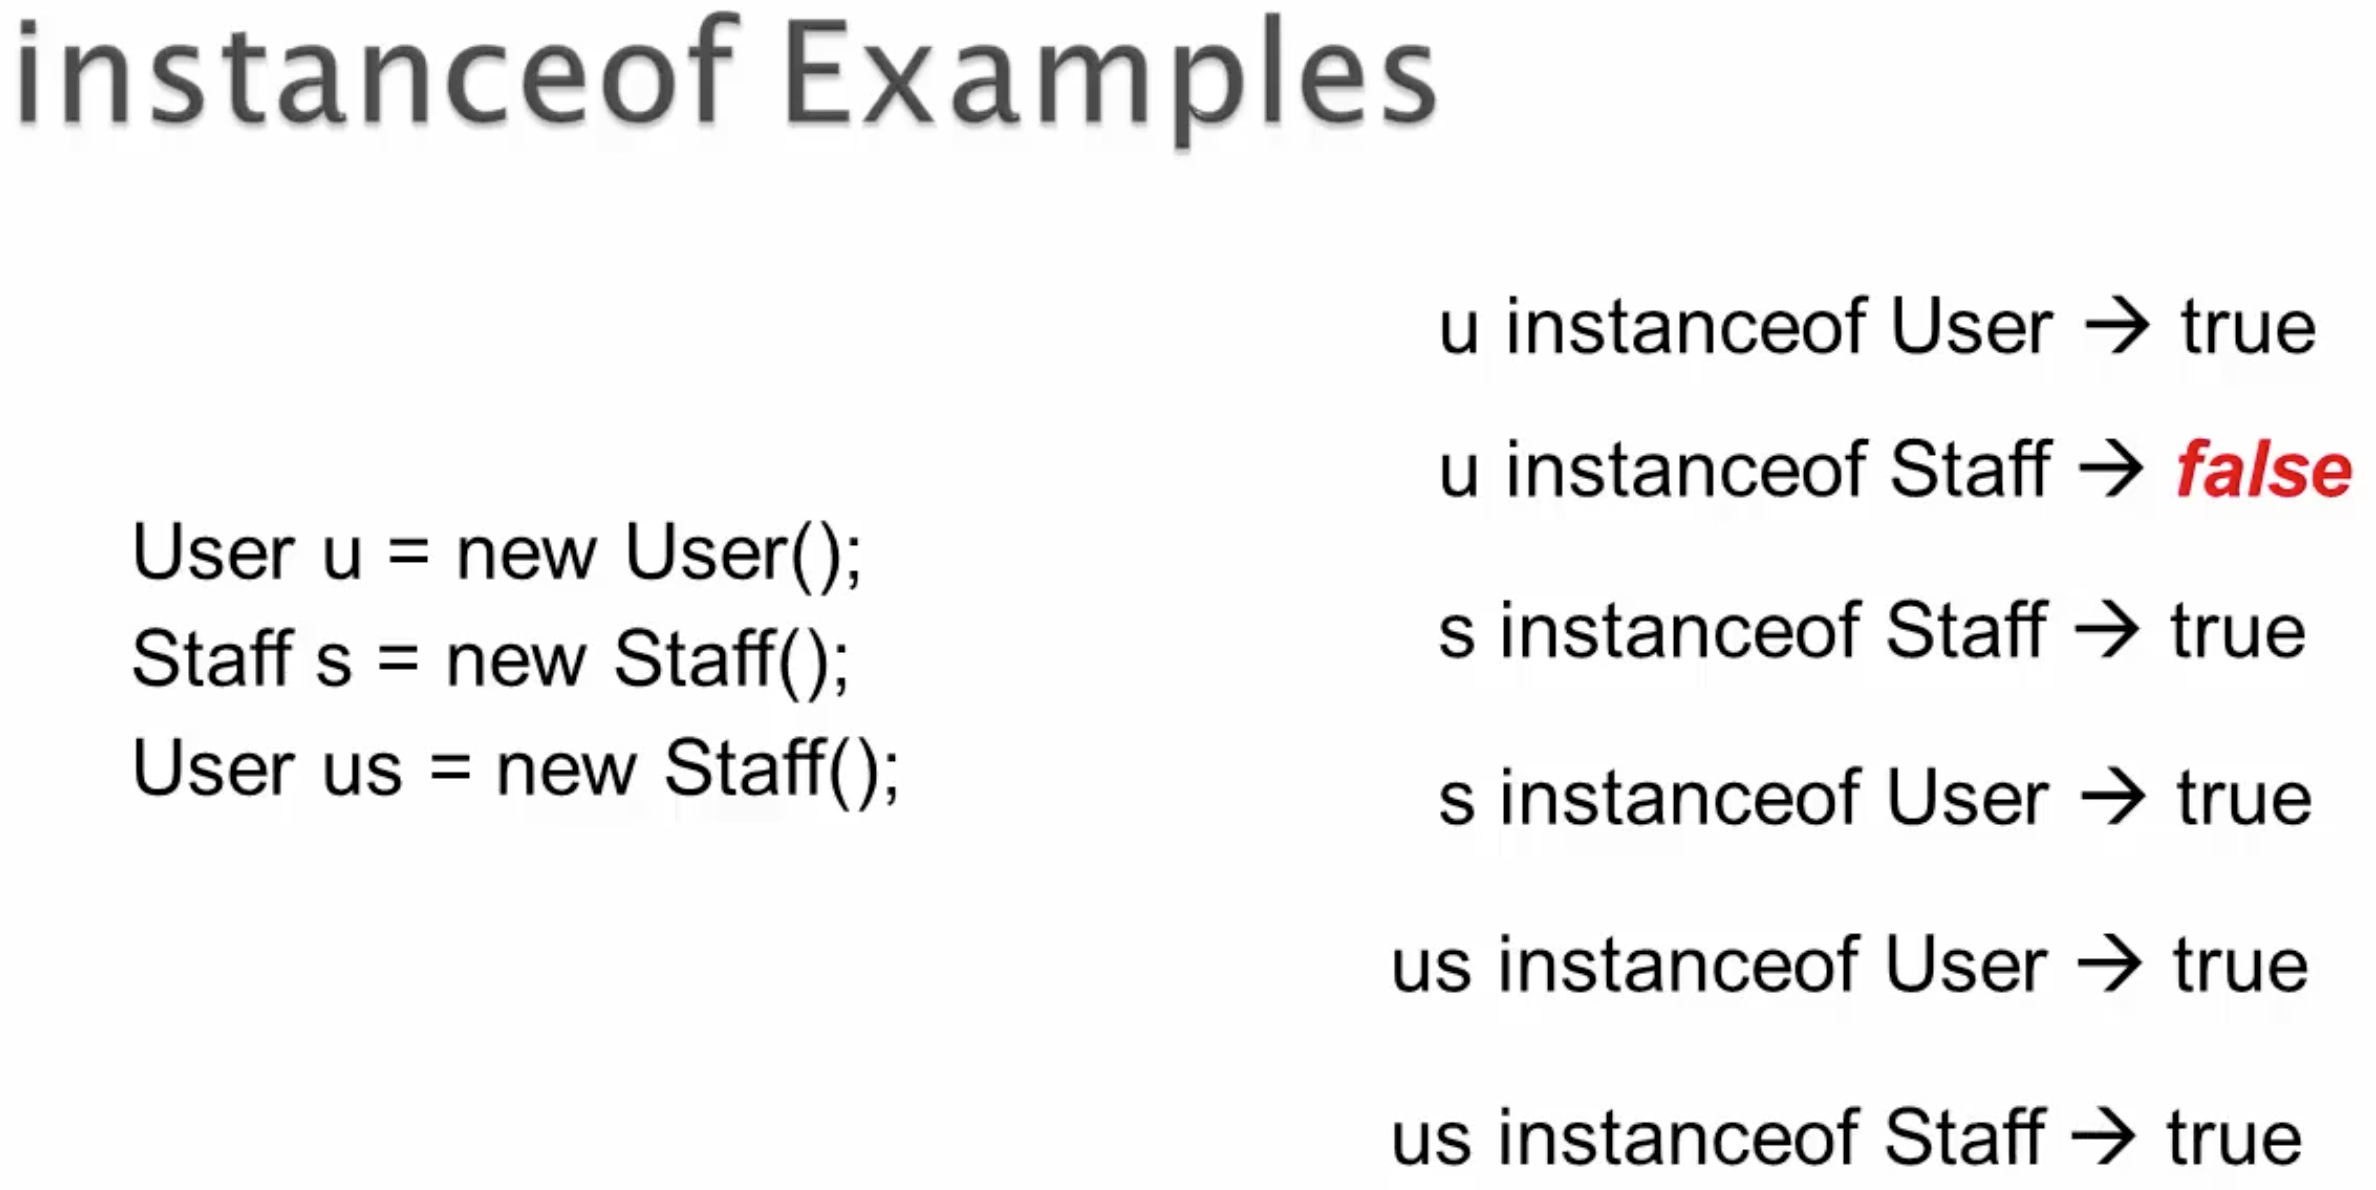 instanceof Examples
User u = new User();
Staff s = new Staff();
User us = new Staff();
u instanceof User → true
u instanceof Staff → false
s instanceof Staff → true
s instanceof User → true
us instanceof User → true
us instanceof Staff → true